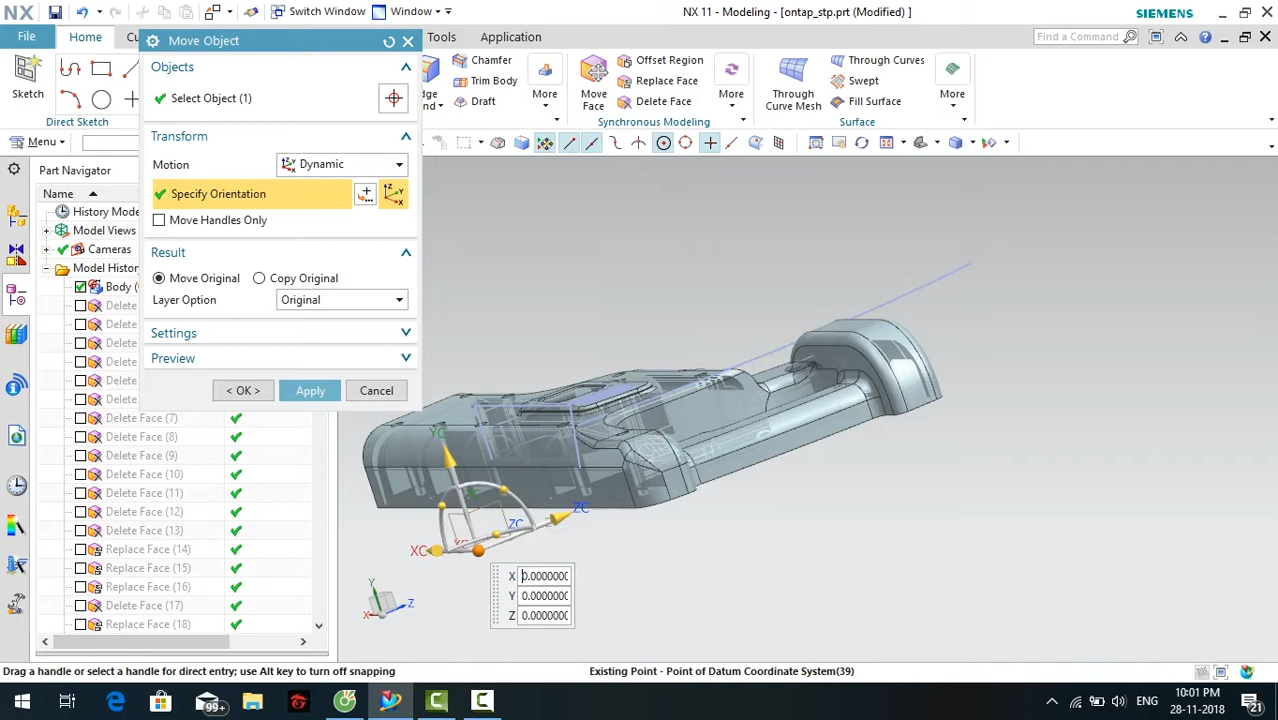 NX
Switch Window
Window
NX 11 - Modeling - [ontap_stp.prt (Modified) ]
SIEMENS
File
Home
Tools
Application
Find a Command
Move Object
Objects
Select Object (1)
Transform
Motion
Dynamic
Specify Orientation
Move Handles Only
Result
Move Original
Copy Original
Layer Option
Original
Settings
Preview
< OK >
Apply
Cancel
Sketch
Direct Sketch
Chamfer
Trim Body
Draft
More
Move
Face
Offset Region
Replace Face
Delete Face
More
Synchronous Modeling
Through
Curve Mesh
Through Curves
Swept
Fill Surface
More
Surface
Menu
Part Navigator
Name
History Mode
Model Views
Cameras
Model History
Body
Delete
Delete
Delete
Delete
Delete
Delete Face (7)
Delete Face (8)
Delete Face (9)
Delete Face (10)
Delete Face (11)
Delete Face (12)
Delete Face (13)
Replace Face (14)
Replace Face (15)
Replace Face (16)
Delete Face (17)
Replace Face (18)
YC
XC
ZC
ZC
Y
X
Z
X 0.0000000
Y 0.0000000
Z 0.0000000
Drag a handle or select a handle for direct entry; use Alt key to turn off snapping
Existing Point - Point of Datum Coordinate System(39)
99+
ENG
10:01 PM
28-11-2018
21